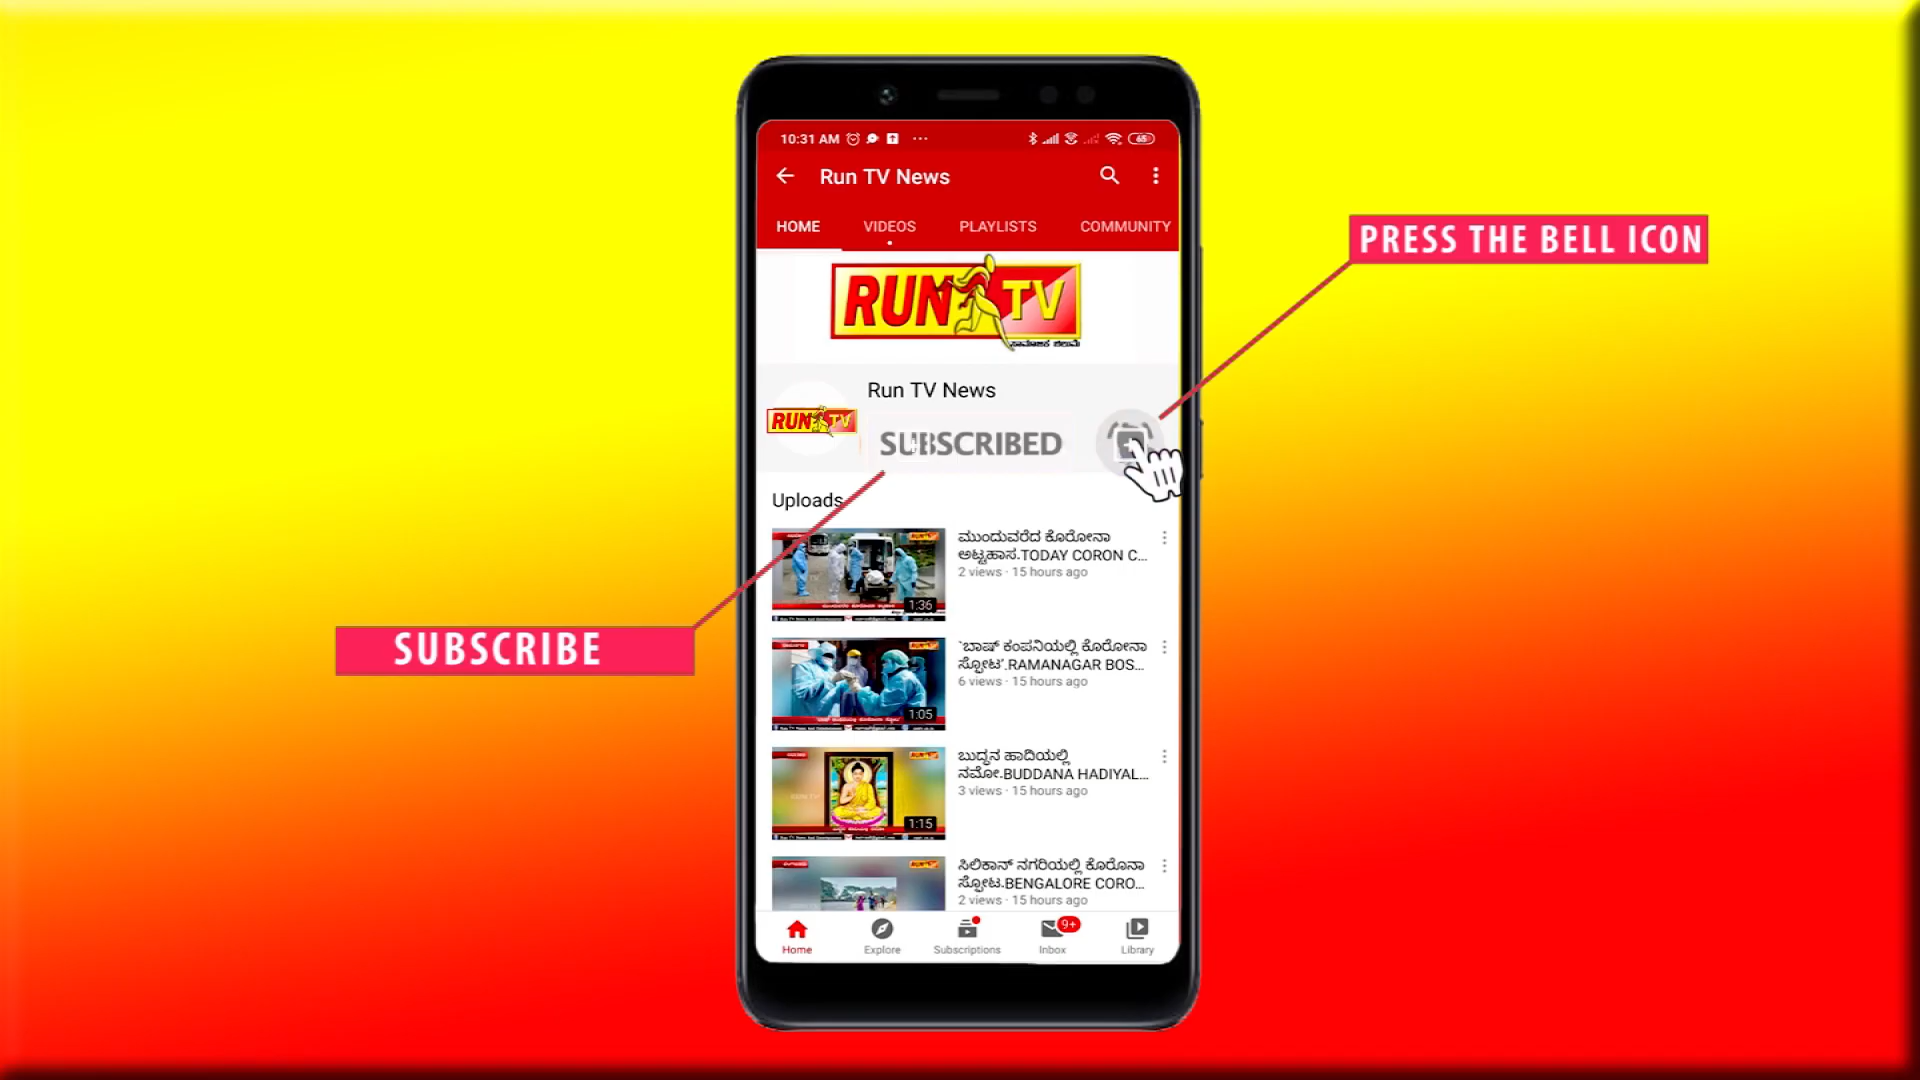 10:31 AM
65
Run TV News
HOME VIDEOS PLAYLISTS COMMUNITY
PRESS THE BELL ICON
RUN TV
Run TV News
RUN TV
SUBSCRIBED
Uploads
ಮುಂದುವರೆದ ಕೊರೋನಾ
ಅಟ್ಟಹಾಸ.TODAY CORON C...
2 views · 15 hours ago
1:36
SUBSCRIBE
`ಬಾಷ್ ಕಂಪನಿಯಲ್ಲಿ ಕೊರೋನಾ
ಸ್ಫೋಟ'.RAMANAGAR BOS...
6 views · 15 hours ago
1:05
ಬುದ್ಧನ ಹಾದಿಯಲ್ಲಿ
ನಮೋ.BUDDANA HADIYAL...
3 views · 15 hours ago
1:15
ಸಿಲಿಕಾನ್ ನಗರಿಯಲ್ಲಿ ಕೊರೊನಾ
ಸ್ಫೋಟ.BENGALORE CORO...
2 views · 15 hours ago
9+
Home Explore Subscriptions Inbox Library